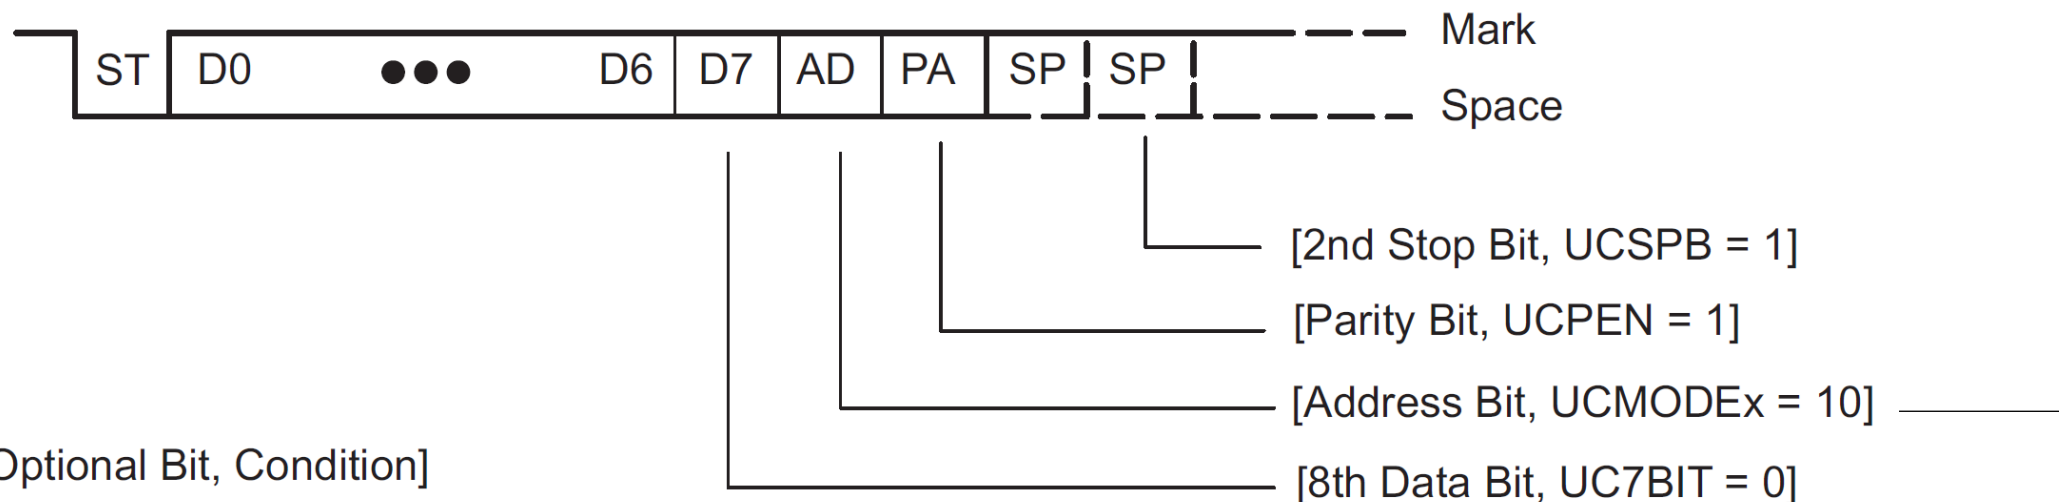 Mark
ST D0 ●●● D6 D7 AD PA SP SP
Space
[2nd Stop Bit, UCSPB = 1]
[Parity Bit, UCPEN = 1]
[Address Bit, UCMODEx = 10]
Optional Bit, Condition]
[8th Data Bit, UC7BIT = 0]